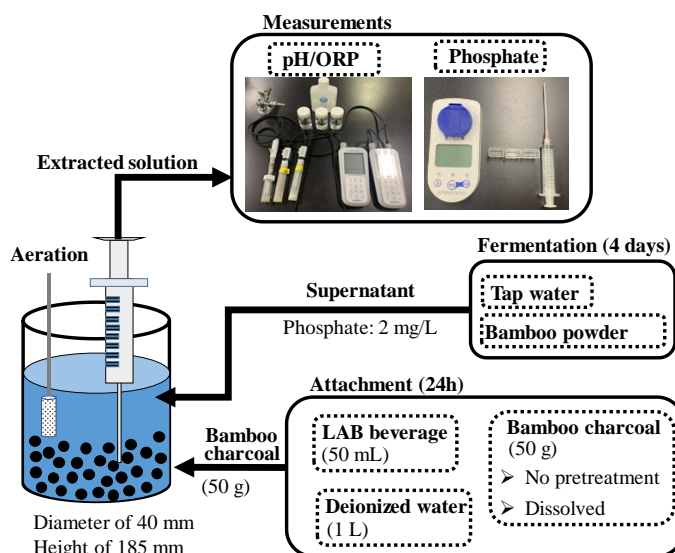 Measurements
pH/ORP
Phosphate
Extracted solution
Aeration
Fermentation (4 days)
Tap water
Bamboo powder
Supernatant
Phosphate: 2 mg/L
Attachment (24h)
LAB beverage
(50 mL)
Deionized water
(1 L)
Bamboo charcoal
(50 g)
➢ No pretreatment
➢ Dissolved
Bamboo
charcoal
(50 g)
Diameter of 40 mm
Height of 185 mm